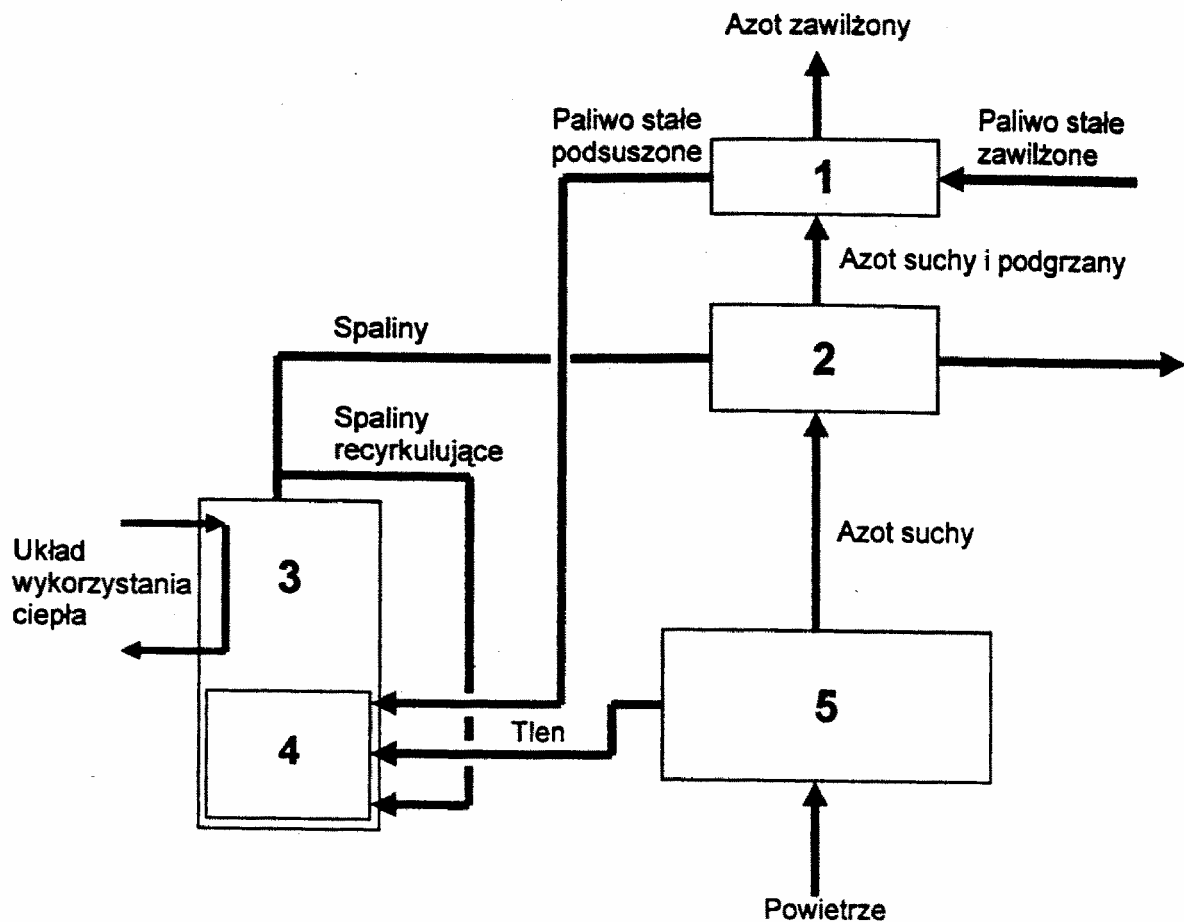 Azot zawilżony
Paliwo stałe
podsuszone
Paliwo stałe
zawilżone
1
Azot suchy i podgrzany
Spaliny
2
Spaliny
recyrkulujące
Azot suchy
Układ
wykorzystania
ciepła
3
4
Tlen
5
Powietrze